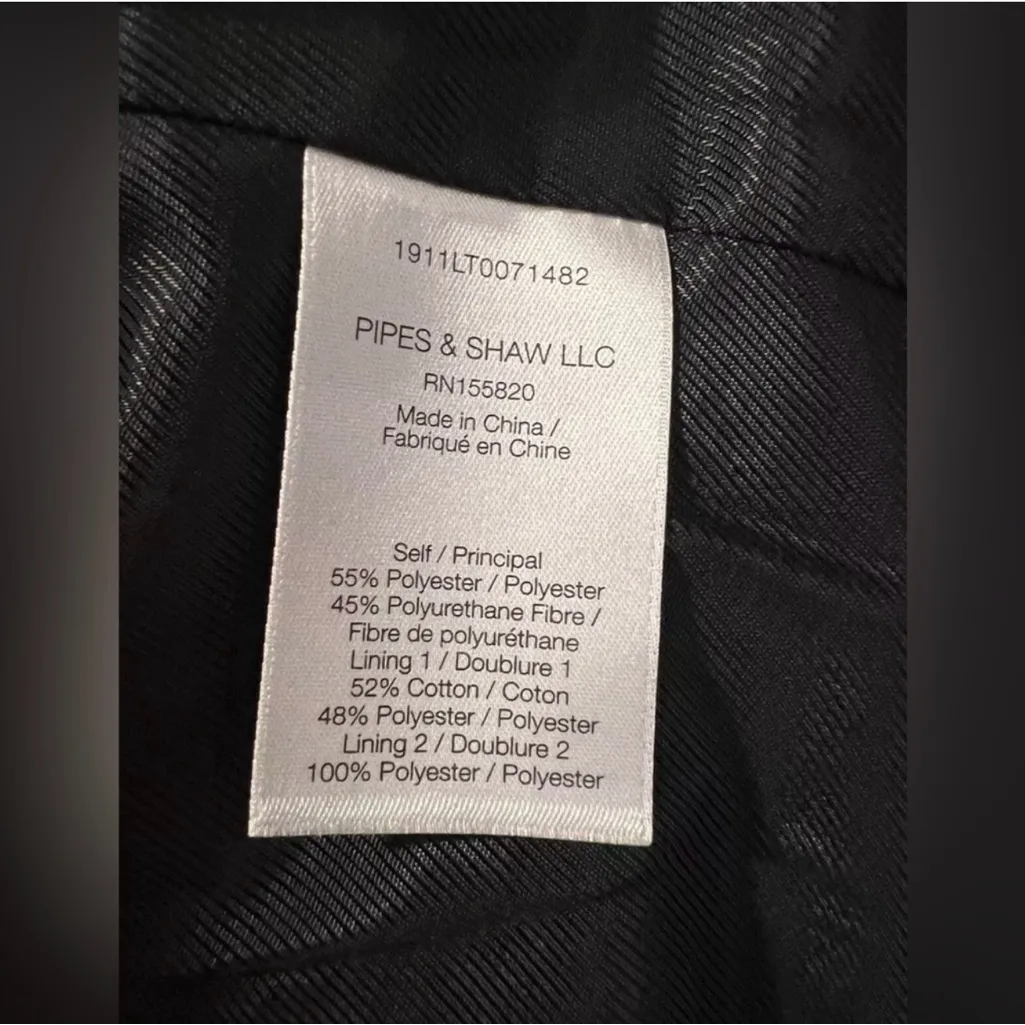 1911LT0071482
PIPES & SHAW LLC
RN155820
Made in China /
Fabriqué en Chine
Self / Principal
55% Polyester / Polyester
45% Polyurethane Fibre /
Fibre de polyuréthane
Lining 1 / Doublure 1
52% Cotton / Coton
48% Polyester / Polyester
Lining 2 / Doublure 2
100% Polyester / Polyester